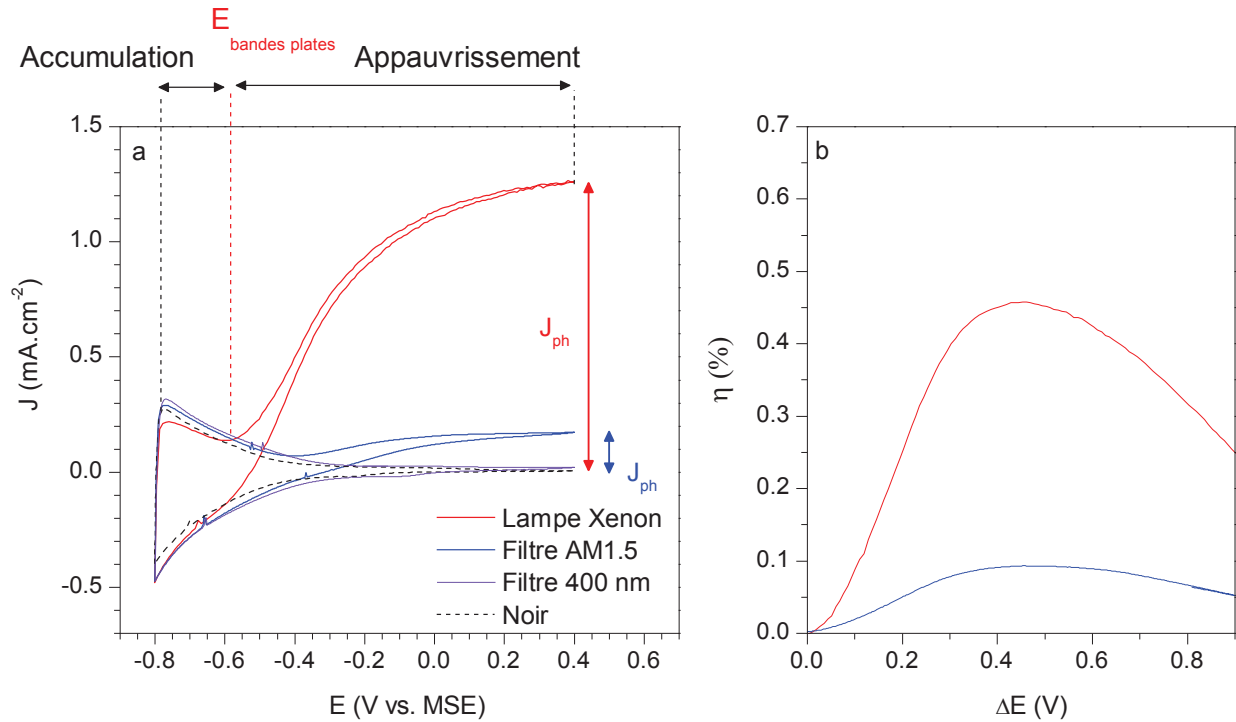 E bandes plates
Accumulation
Appauvrissement
a
1.5
1.0
0.5
0.0
-0.5
J (mA.cm-2)
-0.8 -0.6 -0.4 -0.2 0.0 0.2 0.4 0.6
E (V vs. MSE)
Jph
Jph
Lampe Xenon
Filtre AM1.5
Filtre 400 nm
Noir
b
0.7
0.6
0.5
0.4
0.3
0.2
0.1
0.0
η (%)
0.0 0.2 0.4 0.6 0.8
ΔE (V)